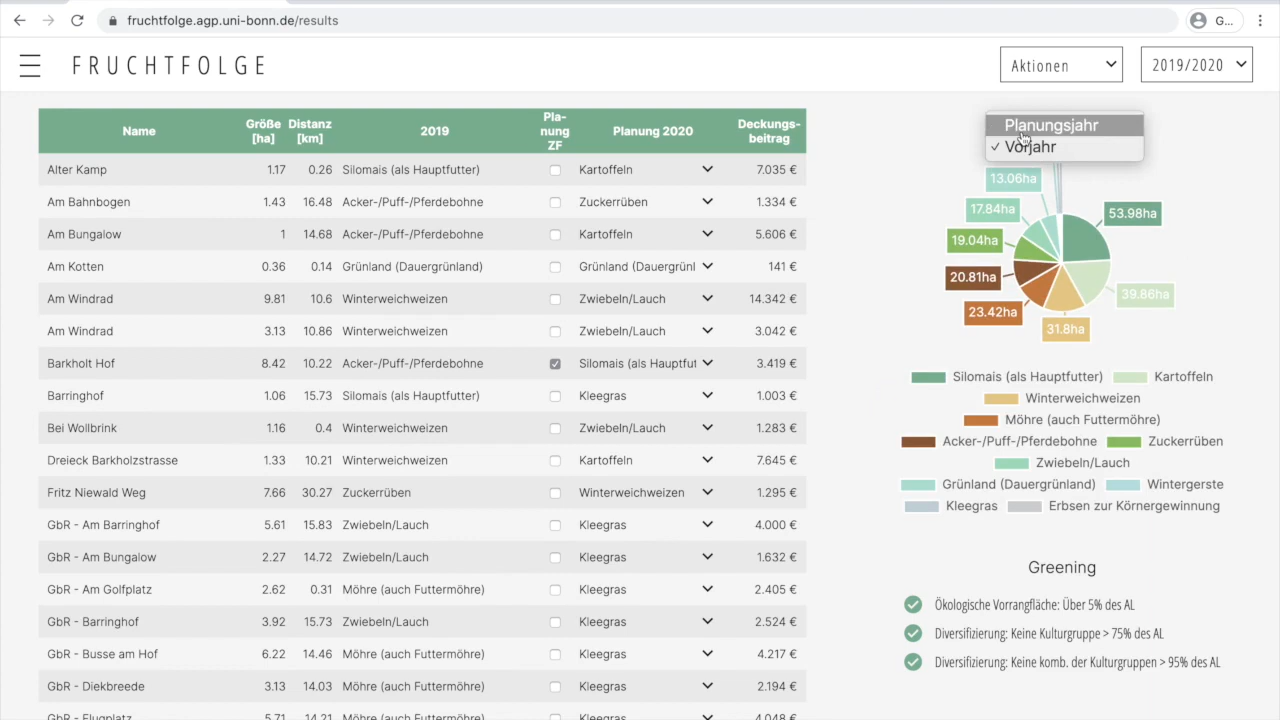 fruchtfolge.agp.uni-bonn.de/results
G...
FRUCHTFOLGE
Aktionen
2019/2020
Name Größe [ha] Distanz [km] 2019 Pla-nung ZF Planung 2020 Deckungs-beitrag
Alter Kamp 1.17 0.26 Silomais (als Hauptfutter) Kartoffeln 7.035 €
Am Bahnbogen 1.43 16.48 Acker-/Puff-/Pferdebohne Zuckerrüben 1.334 €
Am Bungalow 1 14.68 Acker-/Puff-/Pferdebohne Kartoffeln 5.606 €
Am Kotten 0.36 0.14 Grünland (Dauergrünland) Grünland (Dauergrünl 141 €
Am Windrad 9.81 10.6 Winterweichweizen Zwiebeln/Lauch 14.342 €
Am Windrad 3.13 10.86 Winterweichweizen Zwiebeln/Lauch 3.042 €
Barkholt Hof 8.42 10.22 Acker-/Puff-/Pferdebohne Silomais (als Hauptfut 3.419 €
Barringhof 1.06 15.73 Silomais (als Hauptfutter) Kleegras 1.003 €
Bei Wollbrink 1.16 0.4 Winterweichweizen Zwiebeln/Lauch 1.283 €
Dreieck Barkholzstrasse 1.33 10.21 Winterweichweizen Kartoffeln 7.645 €
Fritz Niewald Weg 7.66 30.27 Zuckerrüben Winterweichweizen 1.295 €
GbR - Am Barringhof 5.61 15.83 Zwiebeln/Lauch Kleegras 4.000 €
GbR - Am Bungalow 2.27 14.72 Zwiebeln/Lauch Kleegras 1.632 €
GbR - Am Golfplatz 2.62 0.31 Möhre (auch Futtermöhre) Kleegras 2.405 €
GbR - Barringhof 3.92 15.73 Zwiebeln/Lauch Kleegras 2.524 €
GbR - Busse am Hof 6.22 14.46 Möhre (auch Futtermöhre) Kleegras 4.217 €
GbR - Diekbreede 3.13 14.03 Möhre (auch Futtermöhre) Kleegras 2.194 €
GbR - Flugplatz 5.71 14.21 Möhre (auch Futtermöhre) Kleegras 4.048 €
Planungsjahr
✓ Vorjahr
13.06ha
17.84ha
53.98ha
19.04ha
20.81ha
39.86ha
23.42ha
31.8ha
Silomais (als Hauptfutter) Kartoffeln
Winterweichweizen
Möhre (auch Futtermöhre)
Acker-/Puff-/Pferdebohne Zuckerrüben
Zwiebeln/Lauch
Grünland (Dauergrünland) Wintergerste
Kleegras Erbsen zur Körnergewinnung
Greening
Ökologische Vorrangfläche: Über 5% des AL
Diversifizierung: Keine Kulturgruppe > 75% des AL
Diversifizierung: Keine komb. der Kulturgruppen > 95% des AL